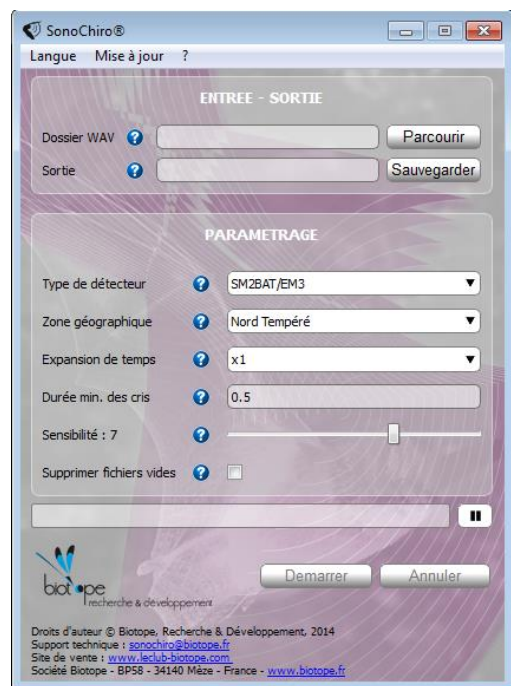 SonoChiro®
Langue Mise à jour ?
ENTREE - SORTIE
Dossier WAV ? Parcourir
Sortie ? Sauvegarder
PARAMETRAGE
Type de détecteur ? SM2BAT/EM3
Zone géographique ? Nord Tempéré
Expansion de temps ? x1
Durée min. des cris ? 0.5
Sensibilité : 7 ?
Supprimer fichiers vides ?
biotope
recherche & développement
Demarrer Annuler
Droits d'auteur © Biotope, Recherche & Développement, 2014
Support technique : sonochiro@biotope.fr
Site de vente : www.leclub-biotope.com
Société Biotope - BP58 - 34140 Mèze - France - www.biotope.fr